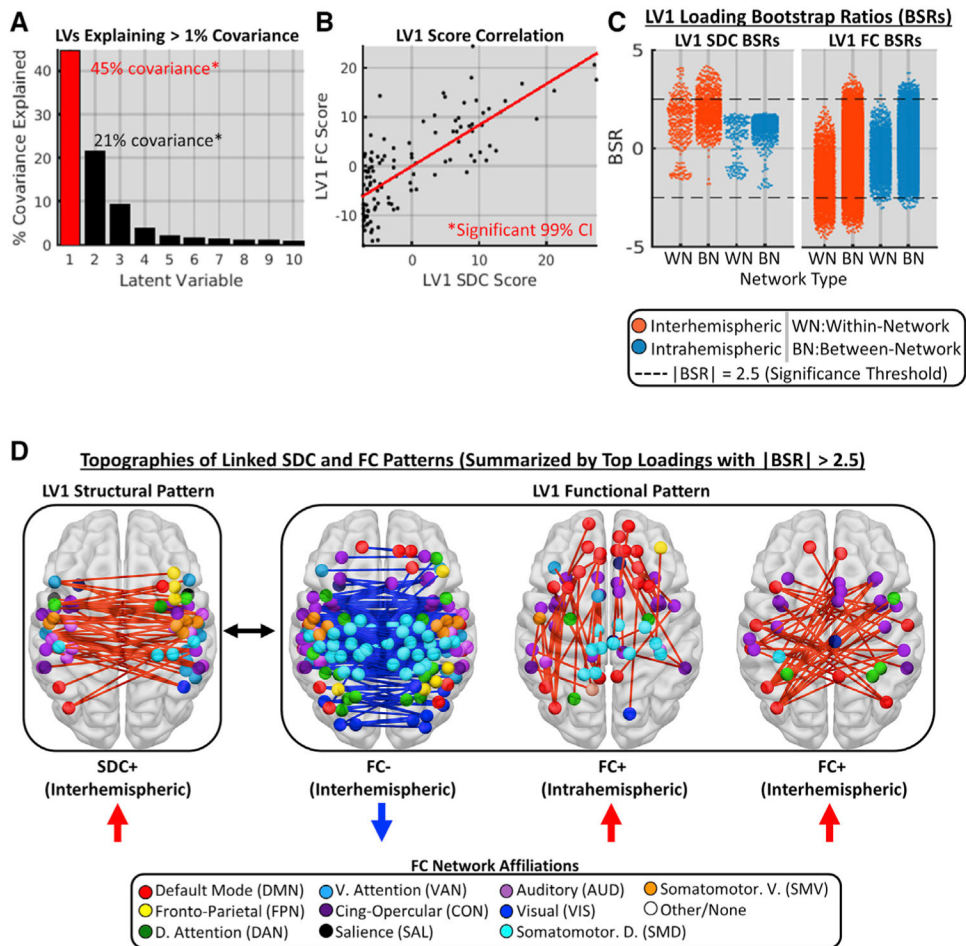 A
LVs Explaining > 1% Covariance
% Covariance Explained
40
30
20
10
0
45% covariance*
21% covariance*
1 2 3 4 5 6 7 8 9 10
Latent Variable
B
LV1 Score Correlation
LV1 FC Score
20
10
0
-10
*Significant 99% CI
0 10 20
LV1 SDC Score
C
LV1 Loading Bootstrap Ratios (BSRs)
LV1 SDC BSRs LV1 FC BSRs
BSR
5
0
-5
WN BN WN BN WN BN WN BN
Network Type
Interhemispheric WN:Within-Network
Intrahemispheric BN:Between-Network
---- |BSR| = 2.5 (Significance Threshold)
D
Topographies of Linked SDC and FC Patterns (Summarized by Top Loadings with |BSR| > 2.5)
LV1 Structural Pattern LV1 Functional Pattern
SDC+ FC- FC+ FC+
(Interhemispheric) (Interhemispheric) (Intrahemispheric) (Interhemispheric)
FC Network Affiliations
Default Mode (DMN) V. Attention (VAN) Auditory (AUD) Somatomotor. V. (SMV)
Fronto-Parietal (FPN) Cing-Opercular (CON) Visual (VIS) Other/None
D. Attention (DAN) Salience (SAL) Somatomotor. D. (SMD)